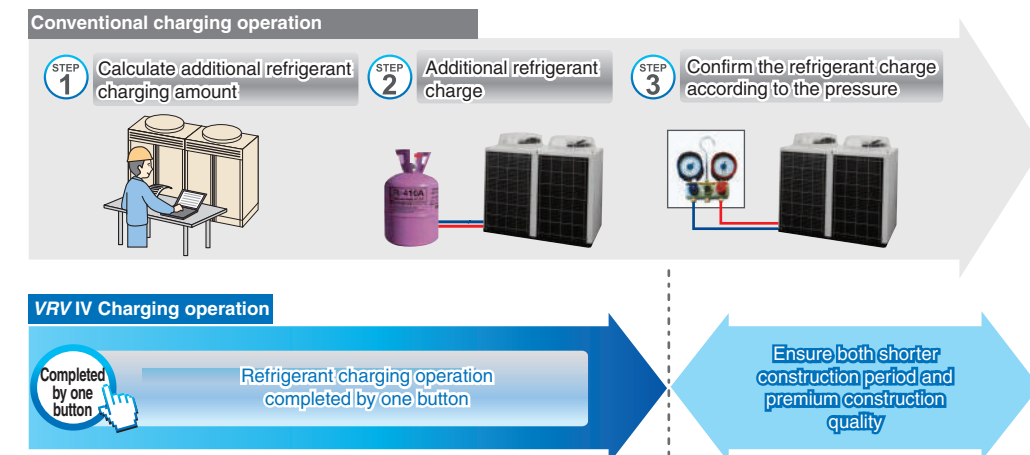 Conventional charging operation
STEP
1
Calculate additional refrigerant
charging amount
STEP
2
Additional refrigerant
charge
STEP
3
Confirm the refrigerant charge
according to the pressure
R-410A
VRV IV Charging operation
Completed
by one
button
Refrigerant charging operation
completed by one button
Ensure both shorter
construction period and
premium construction
quality